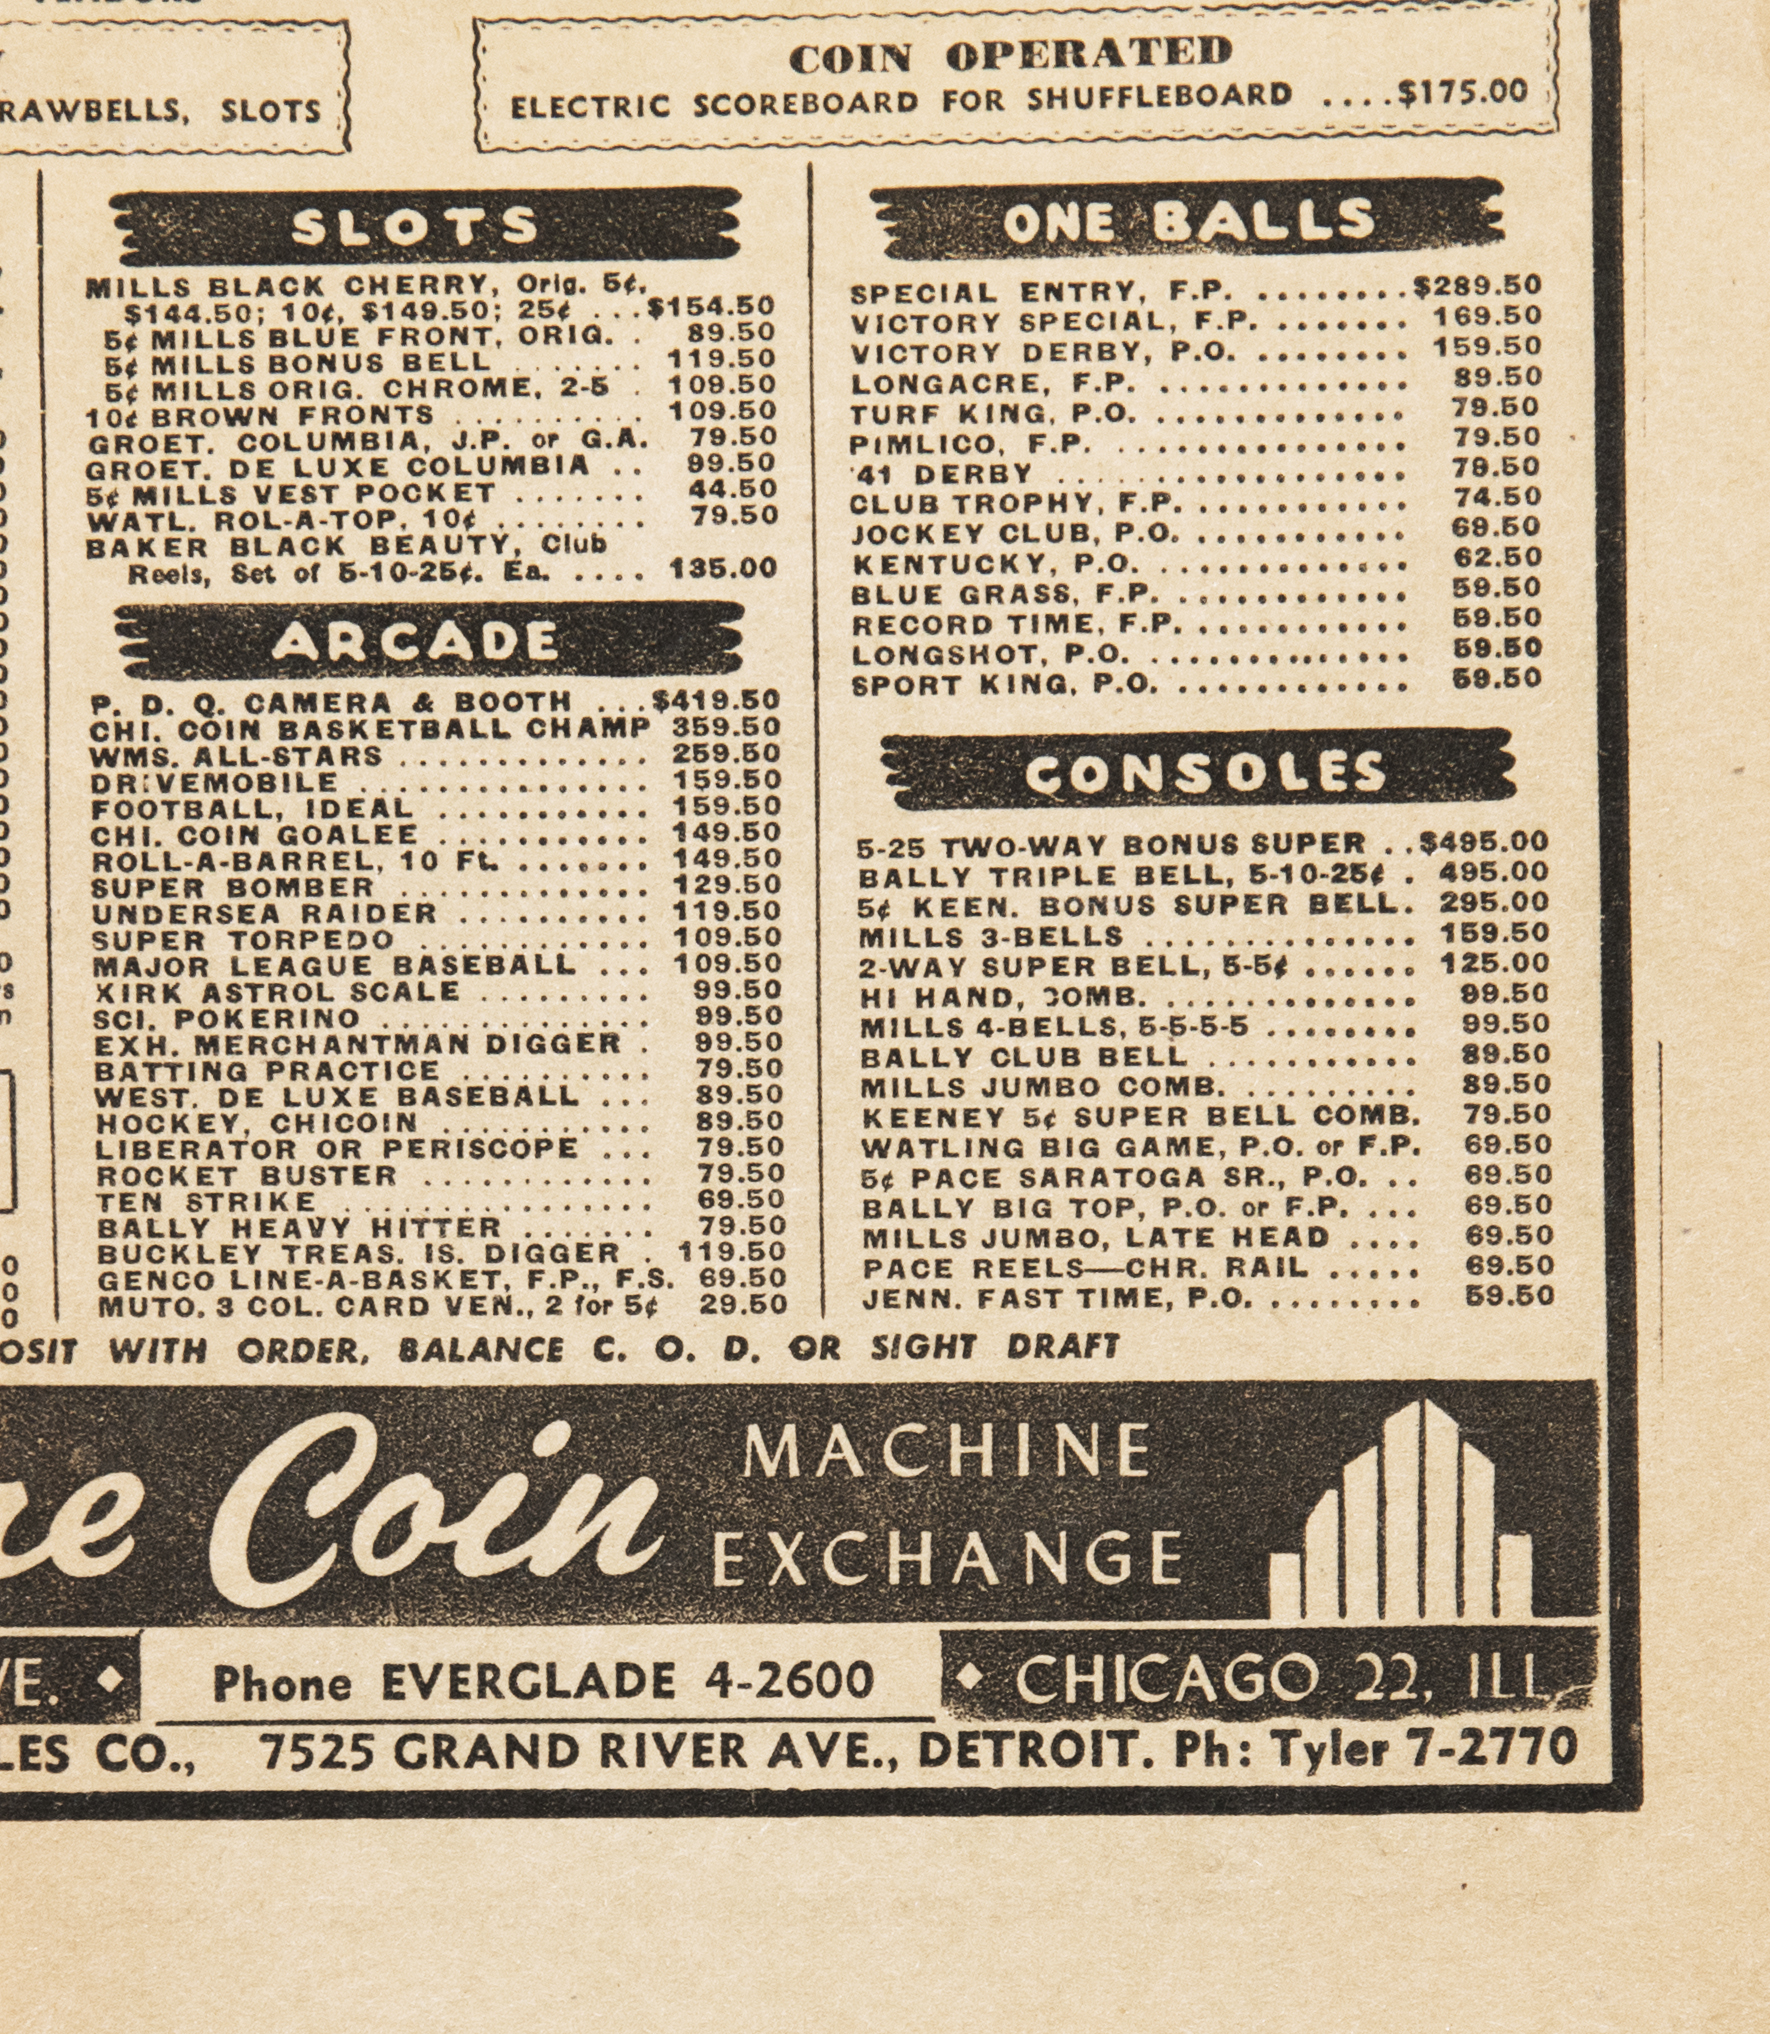 RAWBELLS, SLOTS
COIN OPERATED
ELECTRIC SCOREBOARD FOR SHUFFLEBOARD ....$175.00
SLOTS
MILLS BLACK CHERRY, Orig. 5¢,
$144.50; 10¢, $149.50; 25¢ ...$154.50
5¢ MILLS BLUE FRONT, ORIG. . 89.50
5¢ MILLS BONUS BELL ....... 119.50
5¢ MILLS ORIG. CHROME, 2-5 . 109.50
10¢ BROWN FRONTS .......... 109.50
GROET. COLUMBIA, J.P. or G.A. 79.50
GROET. DE LUXE COLUMBIA .. 99.50
5¢ MILLS VEST POCKET ....... 44.50
WATL. ROL-A-TOP, 10¢ ........ 79.50
BAKER BLACK BEAUTY, Club
Reels, Set of 5-10-25¢. Ea. .... 135.00
ARCADE
P. D. Q. CAMERA & BOOTH ...$419.50
CHI. COIN BASKETBALL CHAMP 359.50
WMS. ALL-STARS ............. 259.50
DRIVEMOBILE ............... 159.50
FOOTBALL, IDEAL ........... 159.50
CHI. COIN GOALEE ........... 149.50
ROLL-A-BARREL, 10 Ft. ....... 149.50
SUPER BOMBER ............. 129.50
UNDERSEA RAIDER .......... 119.50
SUPER TORPEDO ............ 109.50
MAJOR LEAGUE BASEBALL ... 109.50
XIRK ASTROL SCALE ......... 99.50
SCI. POKERINO .............. 99.50
EXH. MERCHANTMAN DIGGER . 99.50
BATTING PRACTICE .......... 79.50
WEST. DE LUXE BASEBALL ... 89.50
HOCKEY, CHICOIN ........... 89.50
LIBERATOR OR PERISCOPE ... 79.50
ROCKET BUSTER ............ 79.50
TEN STRIKE ................ 69.50
BALLY HEAVY HITTER ....... 79.50
BUCKLEY TREAS. IS. DIGGER . 119.50
GENCO LINE-A-BASKET, F.P., F.S. 69.50
MUTO. 3 COL. CARD VEN., 2 for 5¢ 29.50
ONE BALLS
SPECIAL ENTRY, F.P. ........$289.50
VICTORY SPECIAL, F.P. ....... 169.50
VICTORY DERBY, P.O. ........ 159.50
LONGACRE, F.P. ............. 89.50
TURF KING, P.O. ............. 79.50
PIMLICO, F.P. ............... 79.50
'41 DERBY .................. 79.50
CLUB TROPHY, F.P. ........... 74.50
JOCKEY CLUB, P.O. ........... 69.50
KENTUCKY, P.O. ............. 62.50
BLUE GRASS, F.P. ............ 59.50
RECORD TIME, F.P. ........... 59.50
LONGSHOT, P.O. ............. 59.50
SPORT KING, P.O. ............ 59.50
CONSOLES
5-25 TWO-WAY BONUS SUPER ..$495.00
BALLY TRIPLE BELL, 5-10-25¢ . 495.00
5¢ KEEN. BONUS SUPER BELL. 295.00
MILLS 3-BELLS .............. 159.50
2-WAY SUPER BELL, 5-5¢ ...... 125.00
HI HAND, COMB. ............. 99.50
MILLS 4-BELLS, 5-5-5-5 ........ 99.50
BALLY CLUB BELL ........... 89.50
MILLS JUMBO COMB. ......... 89.50
KEENEY 5¢ SUPER BELL COMB. 79.50
WATLING BIG GAME, P.O. or F.P. 69.50
5¢ PACE SARATOGA SR., P.O. .. 69.50
BALLY BIG TOP, P.O. or F.P. ... 69.50
MILLS JUMBO, LATE HEAD .... 69.50
PACE REELS—CHR. RAIL ..... 69.50
JENN. FAST TIME, P.O. ........ 59.50
OSIT WITH ORDER, BALANCE C. O. D. OR SIGHT DRAFT
re Coin MACHINE
EXCHANGE
VE. Phone EVERGLADE 4-2600 CHICAGO 22, ILL
LES CO., 7525 GRAND RIVER AVE., DETROIT. Ph: Tyler 7-2770